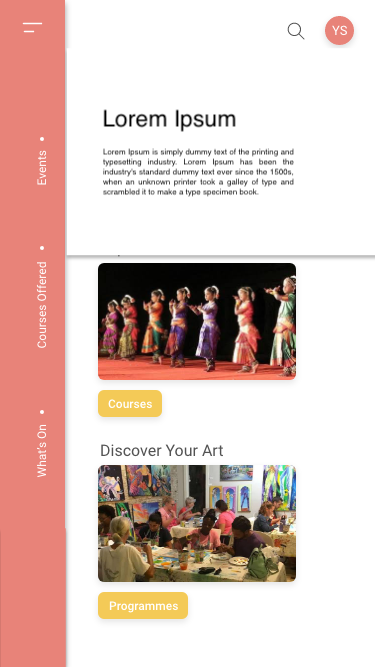 YS
Lorem Ipsum
Lorem Ipsum is simply dummy text of the printing and
typesetting industry. Lorem Ipsum has been the
industry's standard dummy text ever since the 1500s,
when an unknown printer took a galley of type and
scrambled it to make a type specimen book.
Events
Courses Offered
What's On
Courses
Discover Your Art
Programmes